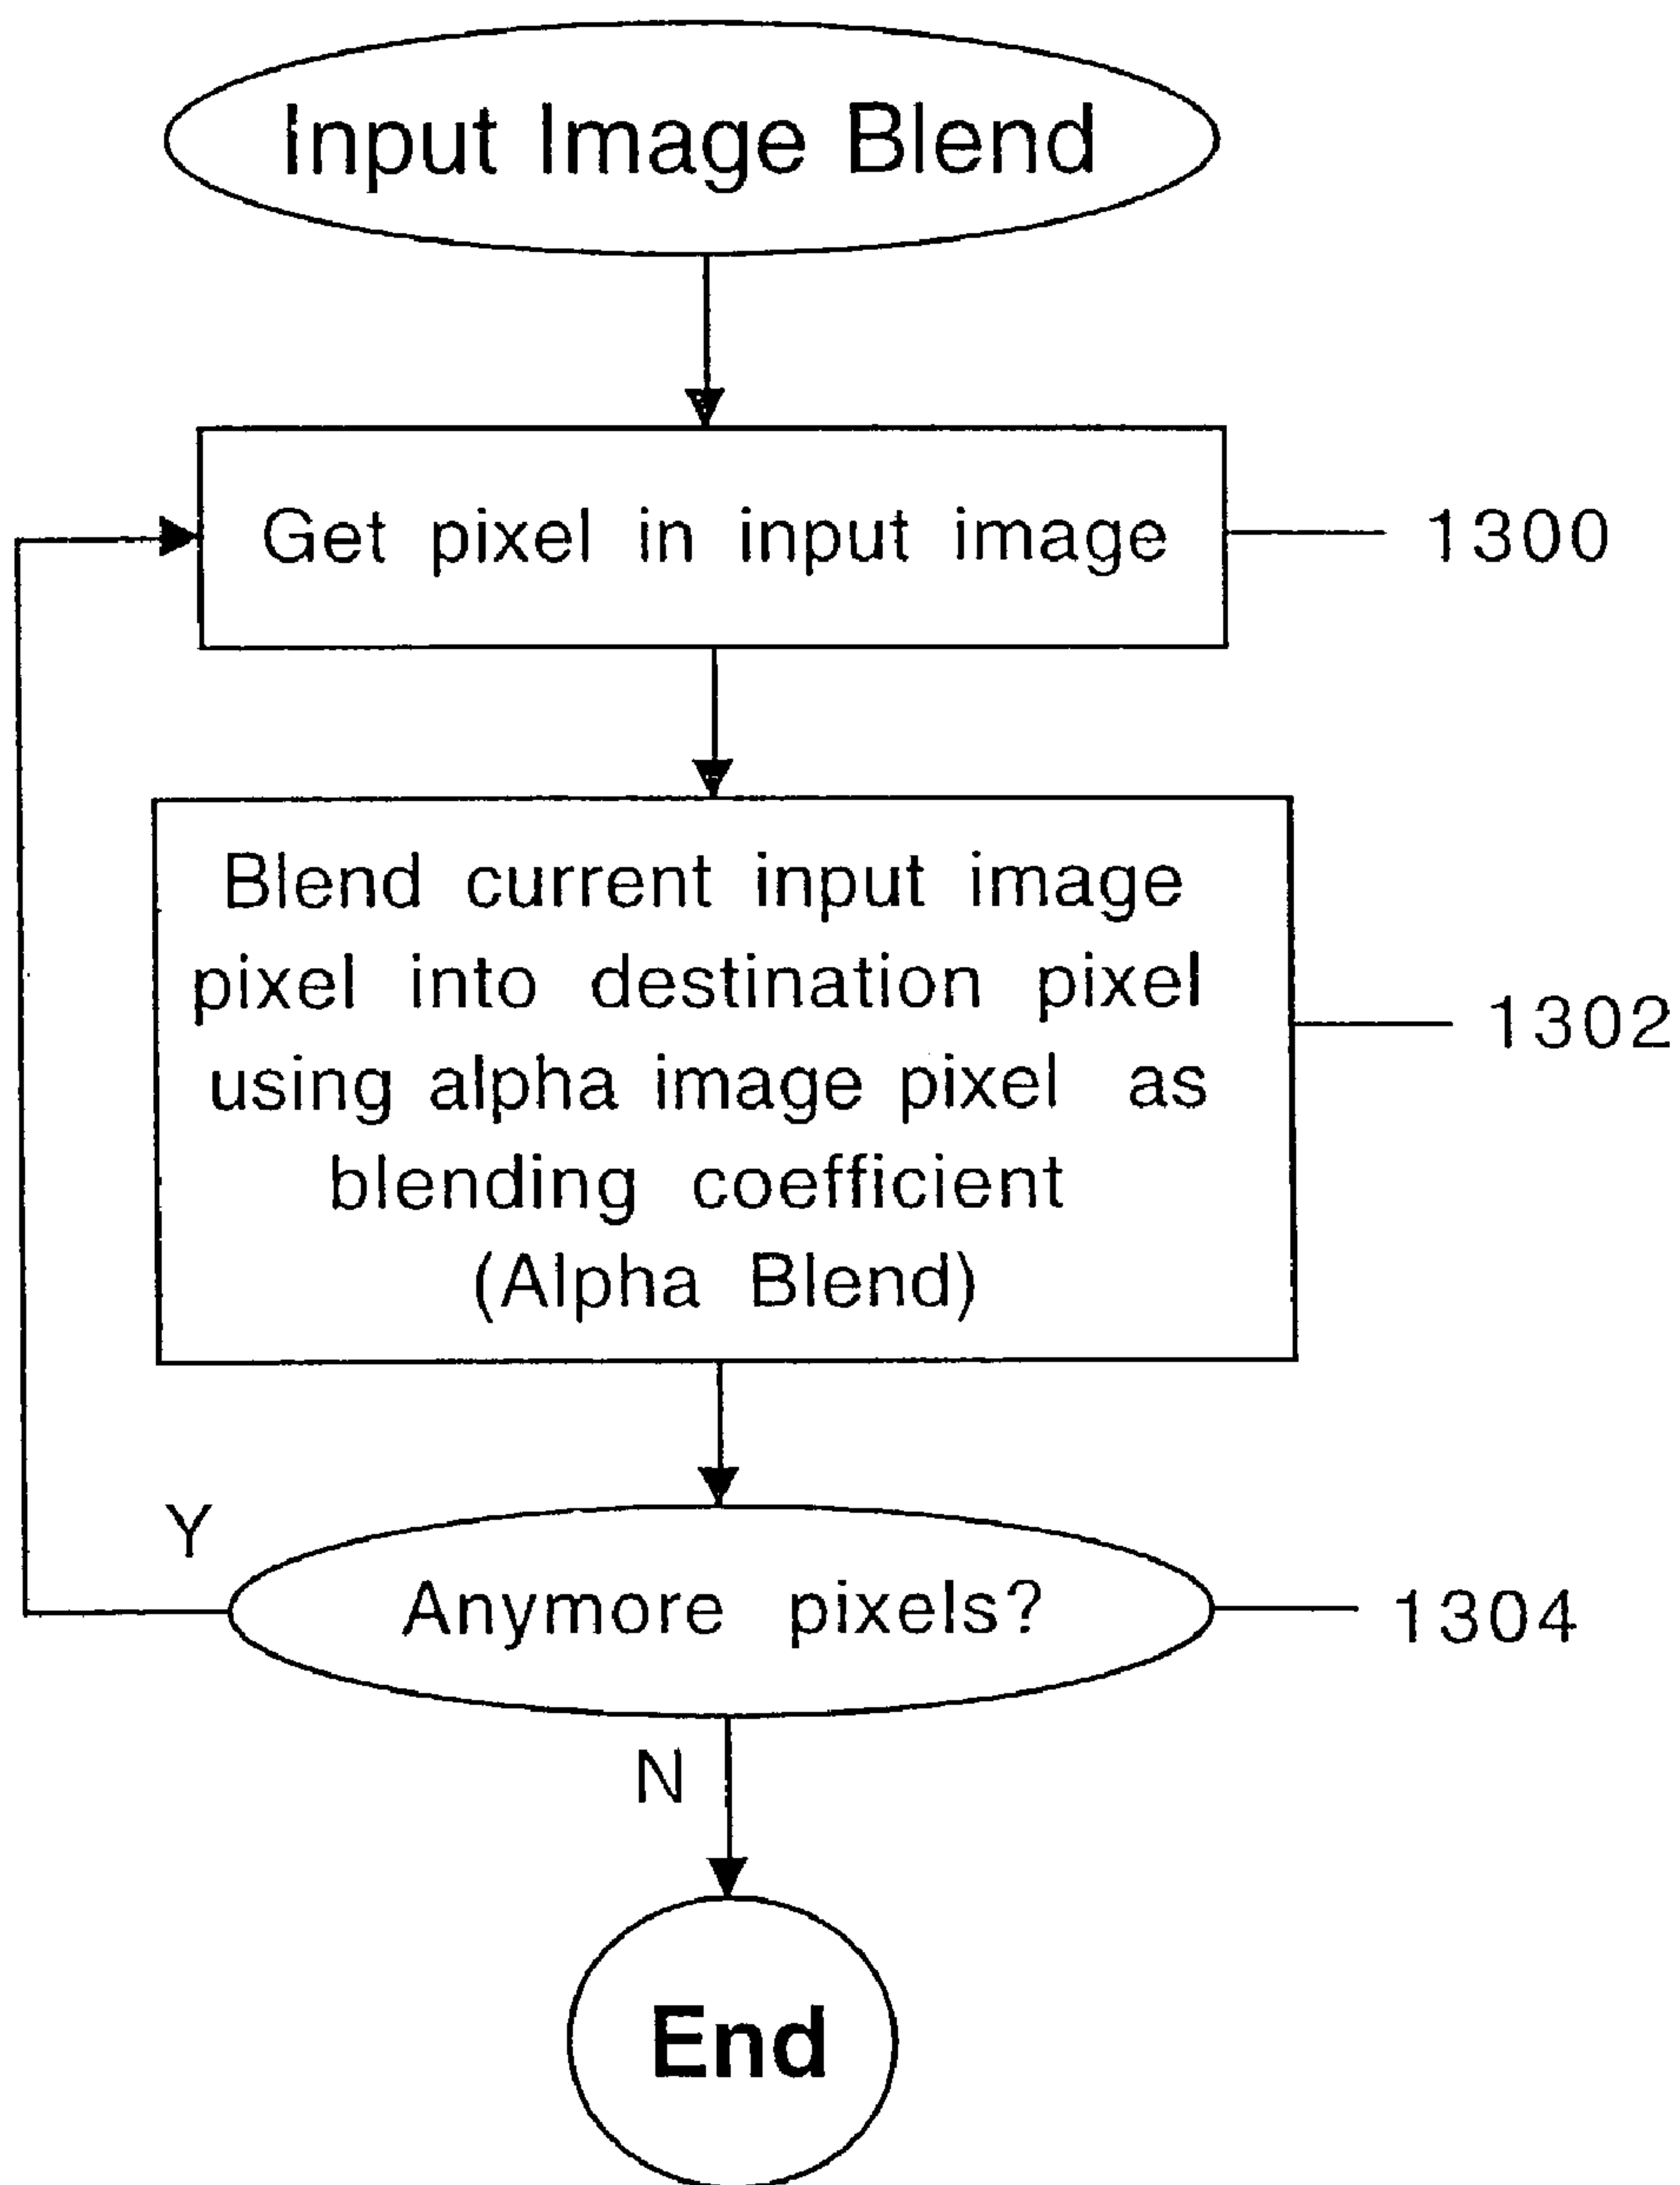 Input Image Blend
Get pixel in input image
1300
Blend current input image
pixel into destination pixel
using alpha image pixel as
blending coefficient
(Alpha Blend)
1302
Y
Anymore pixels?
1304
N
End